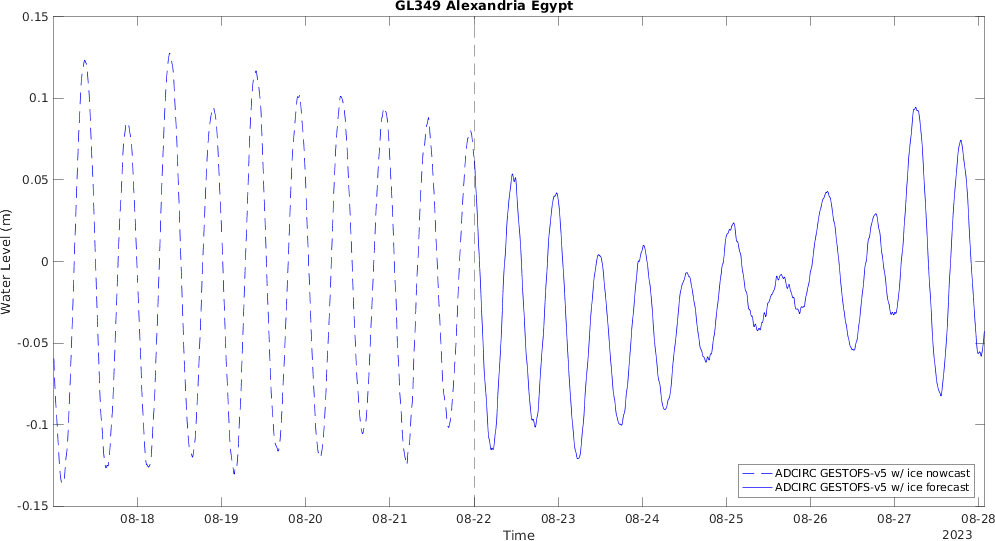 GL349 Alexandria Egypt
Water Level (m)
0.15
0.1
0.05
0
-0.05
-0.1
-0.15
08-18 08-19 08-20 08-21 08-22 08-23 08-24 08-25 08-26 08-27 08-28
Time
2023
ADCIRC GESTOFS-v5 w/ ice nowcast
ADCIRC GESTOFS-v5 w/ ice forecast